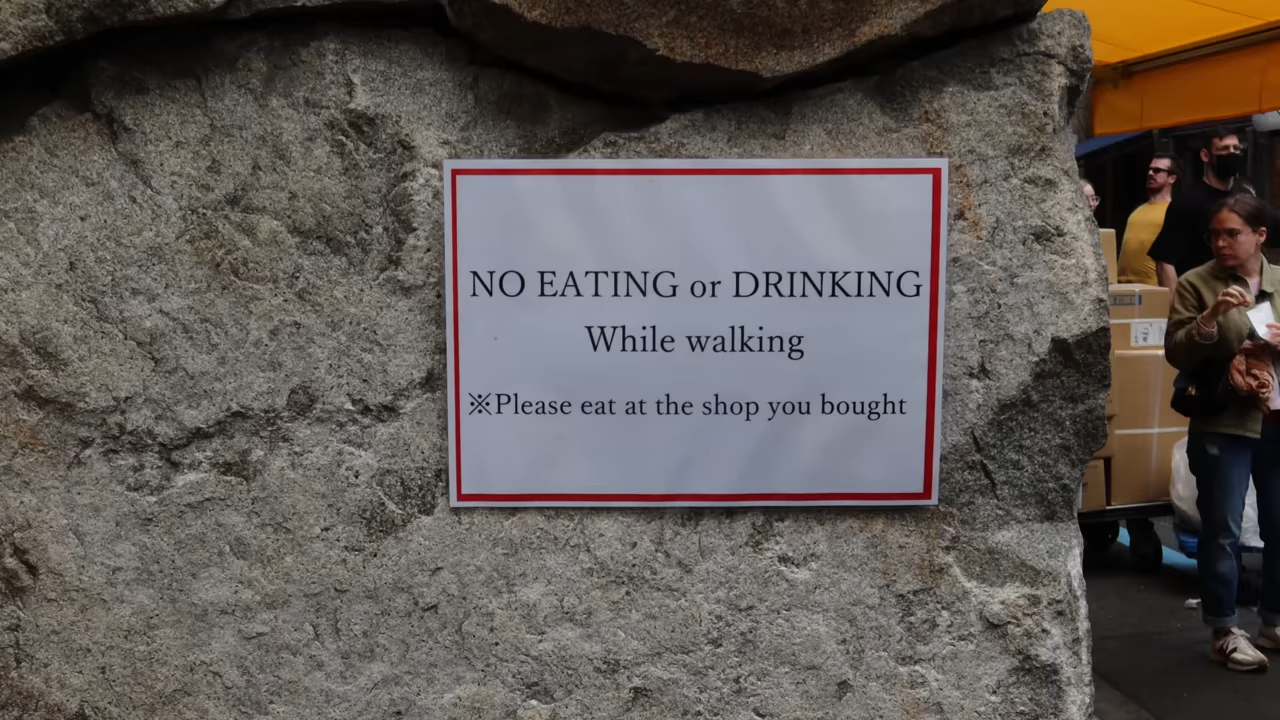 NO EATING or DRINKING
While walking
※Please eat at the shop you bought